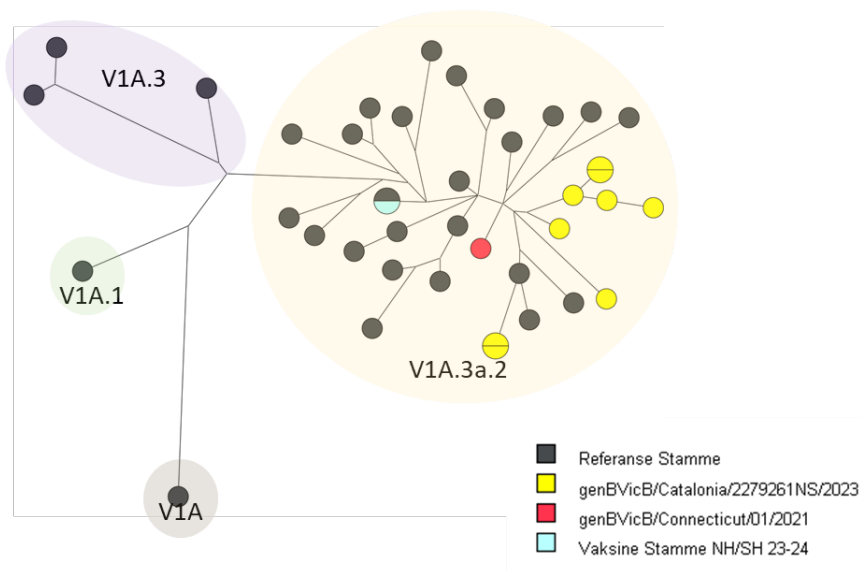 V1A.3
V1A.1
V1A.3a.2
V1A
Referanse Stamme
genBVicB/Catalonia/2279261NS/2023
genBVicB/Connecticut/01/2021
Vaksine Stamme NH/SH 23-24